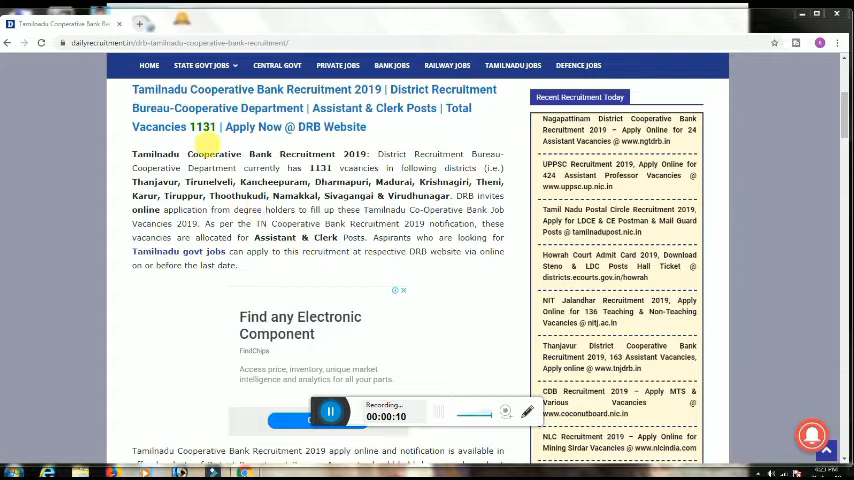 Tamilnadu Cooperative Bank Re
dailyrecruitment.in/drb-tamilnadu-cooperative-bank-recruitment/
HOME STATE GOVT JOBS CENTRAL GOVT PRIVATE JOBS BANK JOBS RAILWAY JOBS TAMILNADU JOBS DEFENCE JOBS
Tamilnadu Cooperative Bank Recruitment 2019 | District Recruitment
Bureau-Cooperative Department | Assistant & Clerk Posts | Total
Vacancies 1131 | Apply Now @ DRB Website
Tamilnadu Cooperative Bank Recruitment 2019: District Recruitment Bureau-
Cooperative Department currently has 1131 vcaancies in following districts (i.e.)
Thanjavur, Tirunelveli, Kancheepuram, Dharmapuri, Madurai, Krishnagiri, Theni,
Karur, Tiruppur, Thoothukudi, Namakkal, Sivagangai & Virudhunagar. DRB invites
online application from degree holders to fill up these Tamilnadu Co-Operative Bank Job
Vacancies 2019. As per the TN Cooperative Bank Recruitment 2019 notification, these
vacancies are allocated for Assistant & Clerk Posts. Aspirants who are looking for
Tamilnadu govt jobs can apply to this recruitment at respective DRB website via online
on or before the last date.
Find any Electronic
Component
FindChips
Access price, inventory, unique market
intelligence and analytics for all your parts.
Recording...
00:00:10
Tamilnadu Cooperative Bank Recruitment 2019 apply online and notification is available in
Recent Recruitment Today
Nagapattinam District Cooperative Bank
Recruitment 2019 – Apply Online for 24
Assistant Vacancies @ www.ngtdrb.in
UPPSC Recruitment 2019, Apply Online for
424 Assistant Professor Vacancies @
www.uppsc.up.nic.in
Tamil Nadu Postal Circle Recruitment 2019,
Apply for LDCE & CE Postman & Mail Guard
Posts @ tamilnadupost.nic.in
Howrah Court Admit Card 2019, Download
Steno & LDC Posts Hall Ticket @
districts.ecourts.gov.in/howrah
NIT Jalandhar Recruitment 2019, Apply
Online for 136 Teaching & Non-Teaching
Vacancies @ nitj.ac.in
Thanjavur District Cooperative Bank
Recruitment 2019, 163 Assistant Vacancies,
Apply online @ www.tnjdrb.in
CDB Recruitment 2019 – Apply MTS &
Various Vacancies @
www.coconutboard.nic.in
NLC Recruitment 2019 – Apply Online for
Mining Sirdar Vacancies @ www.nlcindia.com
4:23 PM